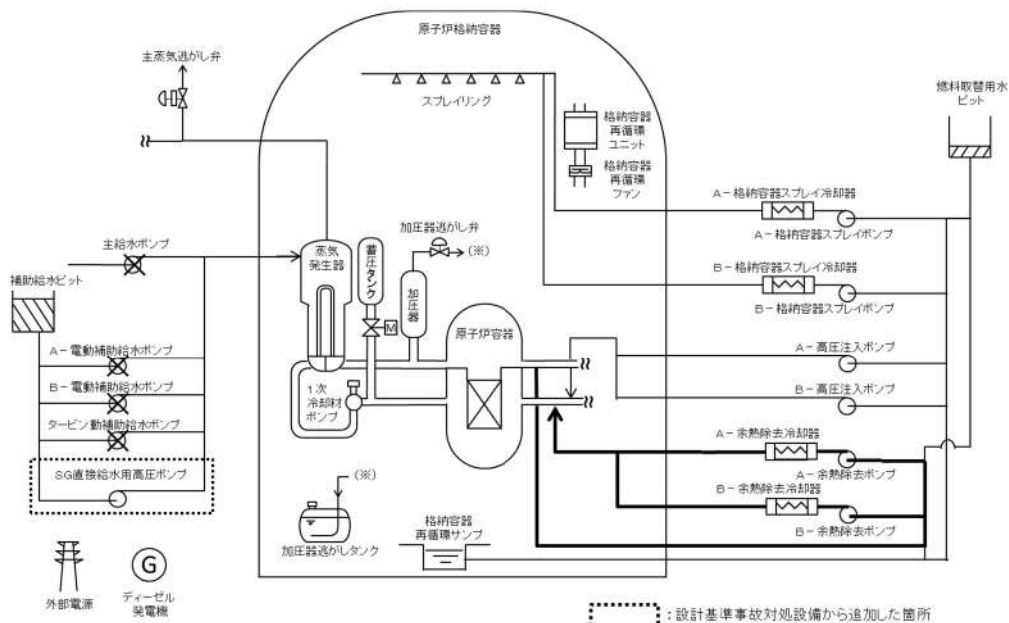 原子炉格納容器
主蒸気逃がし弁
スプレイリング
燃料取替用水
ピット
格納容器
再循環
ユニット
格納容器
再循環
ファン
A-格納容器スプレイ冷却器
A-格納容器スプレイポンプ
加圧器逃がし弁
(※)
主給水ポンプ
蒸気
発生器
蓄圧タンク
加圧器
B-格納容器スプレイ冷却器
B-格納容器スプレイポンプ
補助給水ピット
M
原子炉容器
A-高圧注入ポンプ
A-電動補助給水ポンプ
1次
冷却材
ポンプ
B-高圧注入ポンプ
B-電動補助給水ポンプ
タービン動補助給水ポンプ
A-余熱除去冷却器
A-余熱除去ポンプ
SG直接給水用高圧ポンプ
(※)
B-余熱除去冷却器
B-余熱除去ポンプ
格納容器
再循環サンプ
加圧器逃がしタンク
G
外部電源
ディーゼル
発電機
:設計基準事故対処設備から追加した箇所